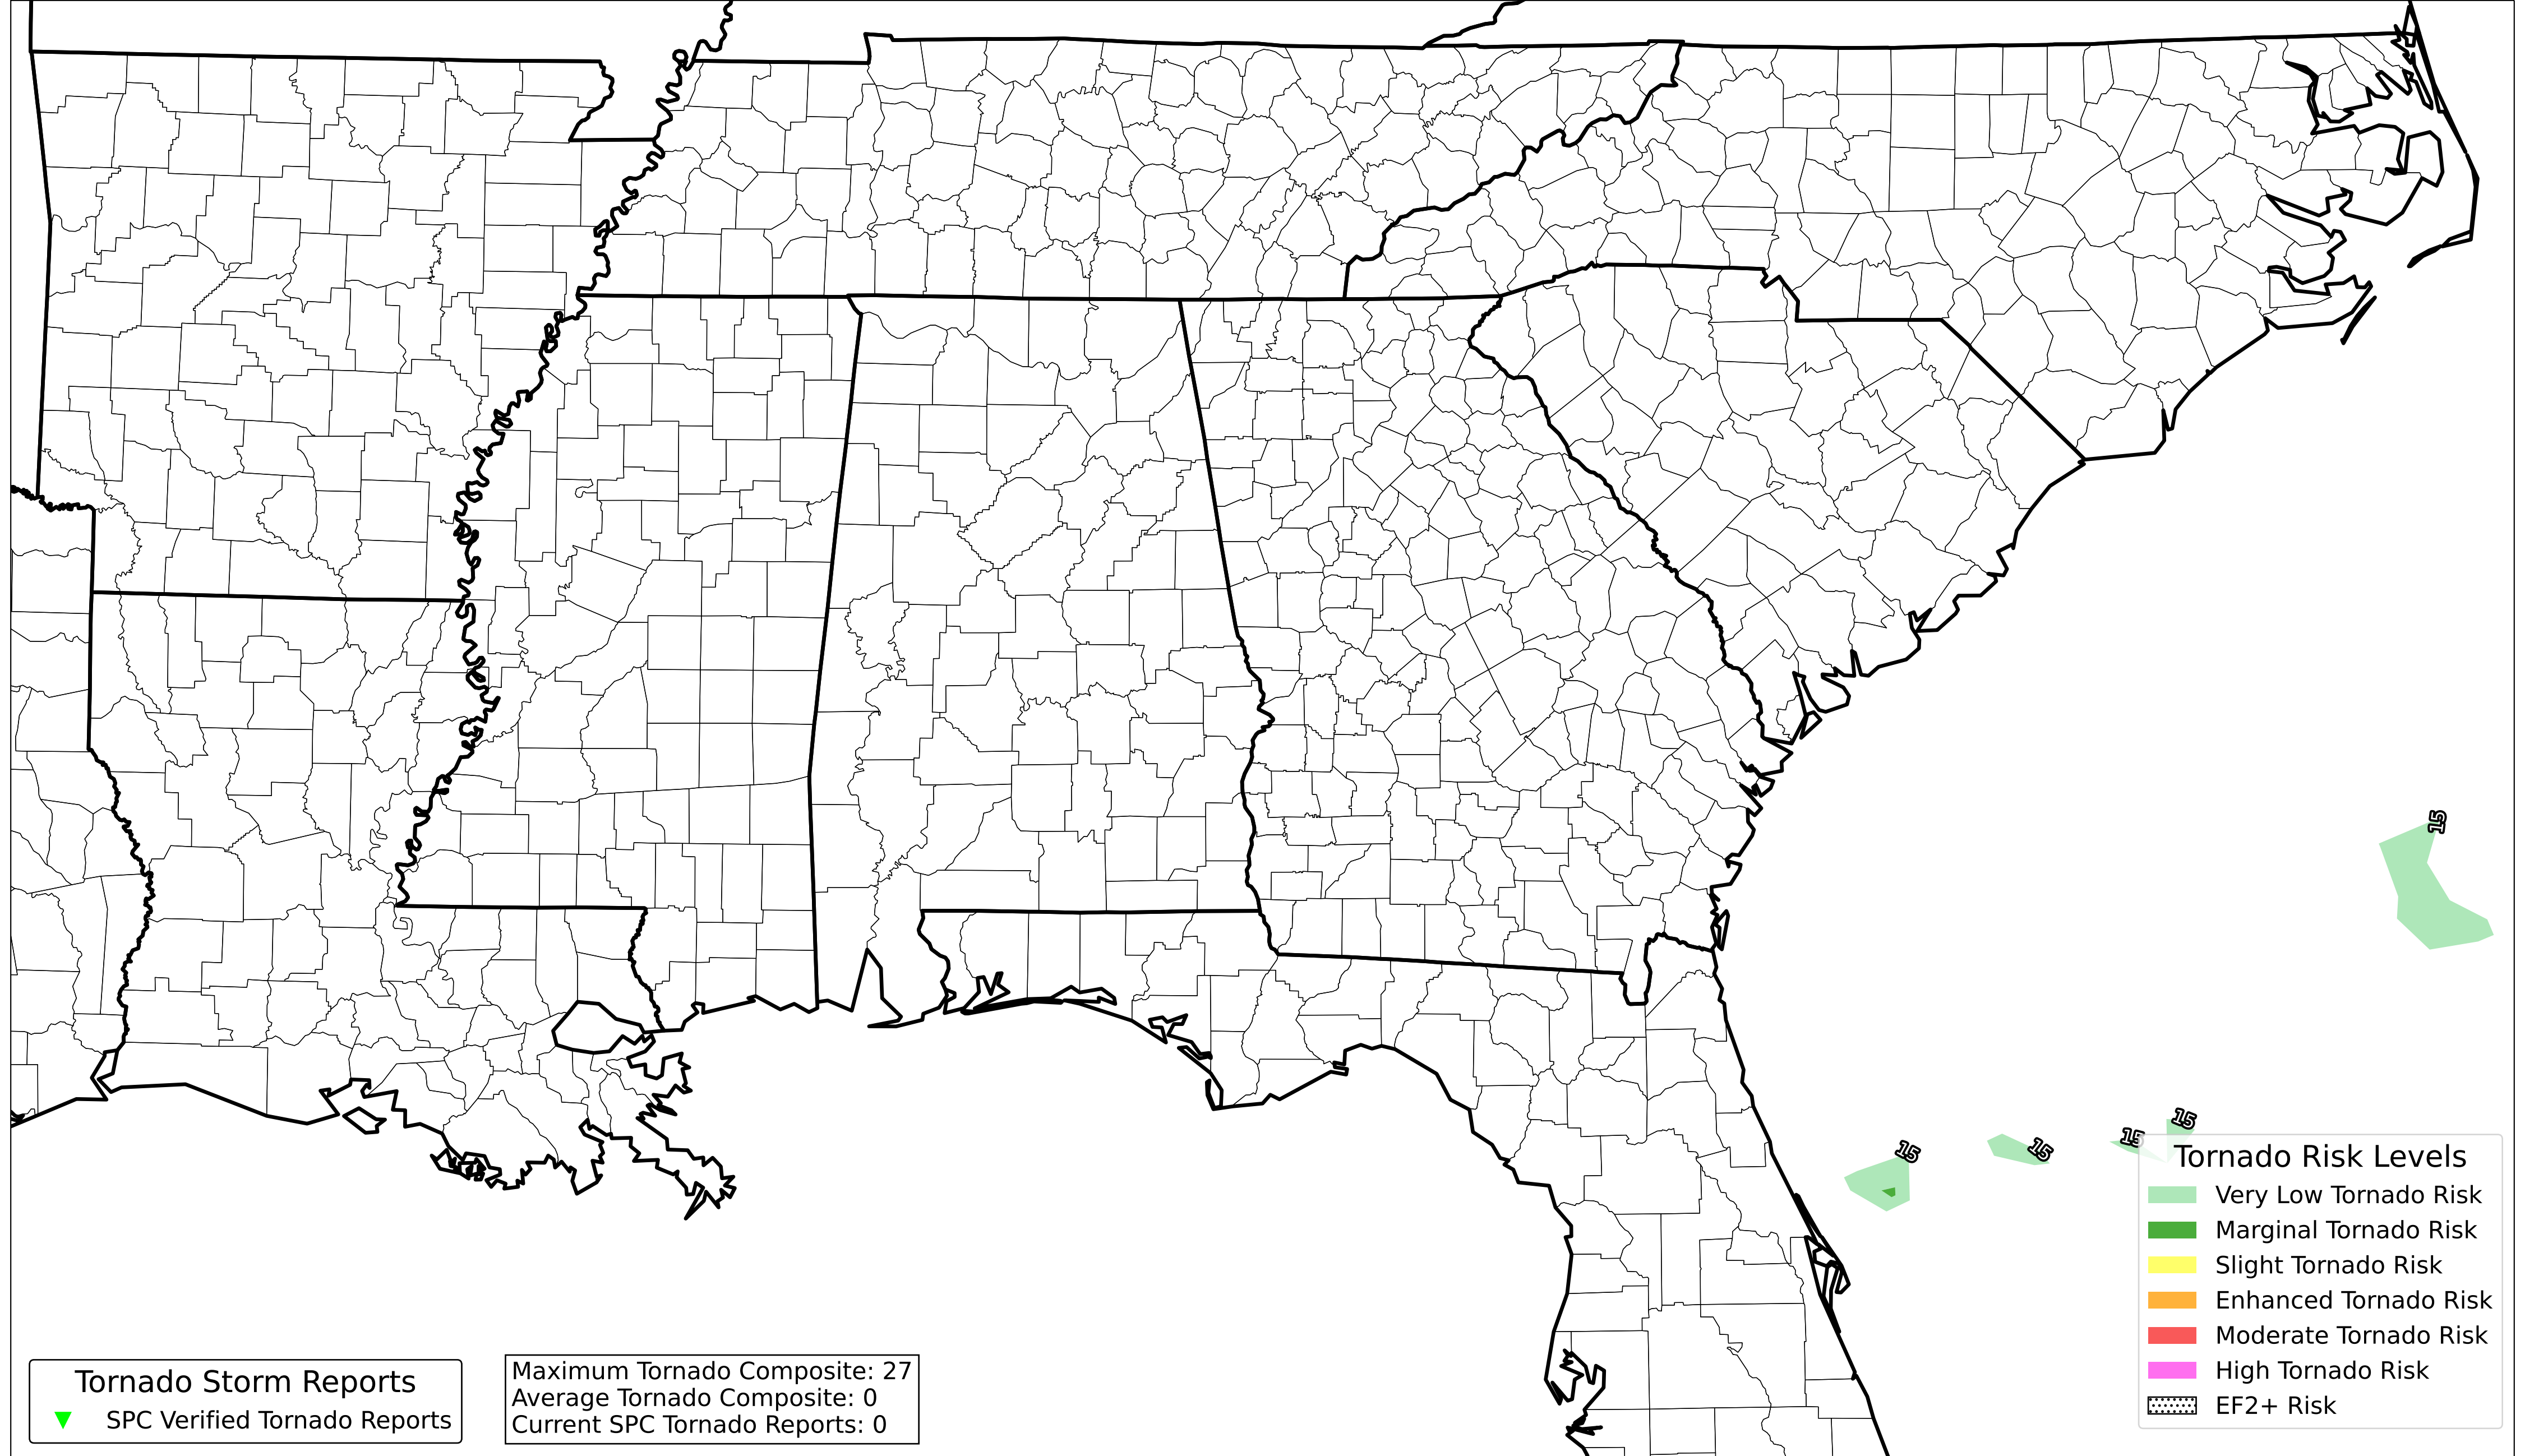 15
15
15
15
15
Tornado Risk Levels
Very Low Tornado Risk
Marginal Tornado Risk
Slight Tornado Risk
Enhanced Tornado Risk
Moderate Tornado Risk
High Tornado Risk
EF2+ Risk
Tornado Storm Reports
SPC Verified Tornado Reports
Maximum Tornado Composite: 27
Average Tornado Composite: 0
Current SPC Tornado Reports: 0